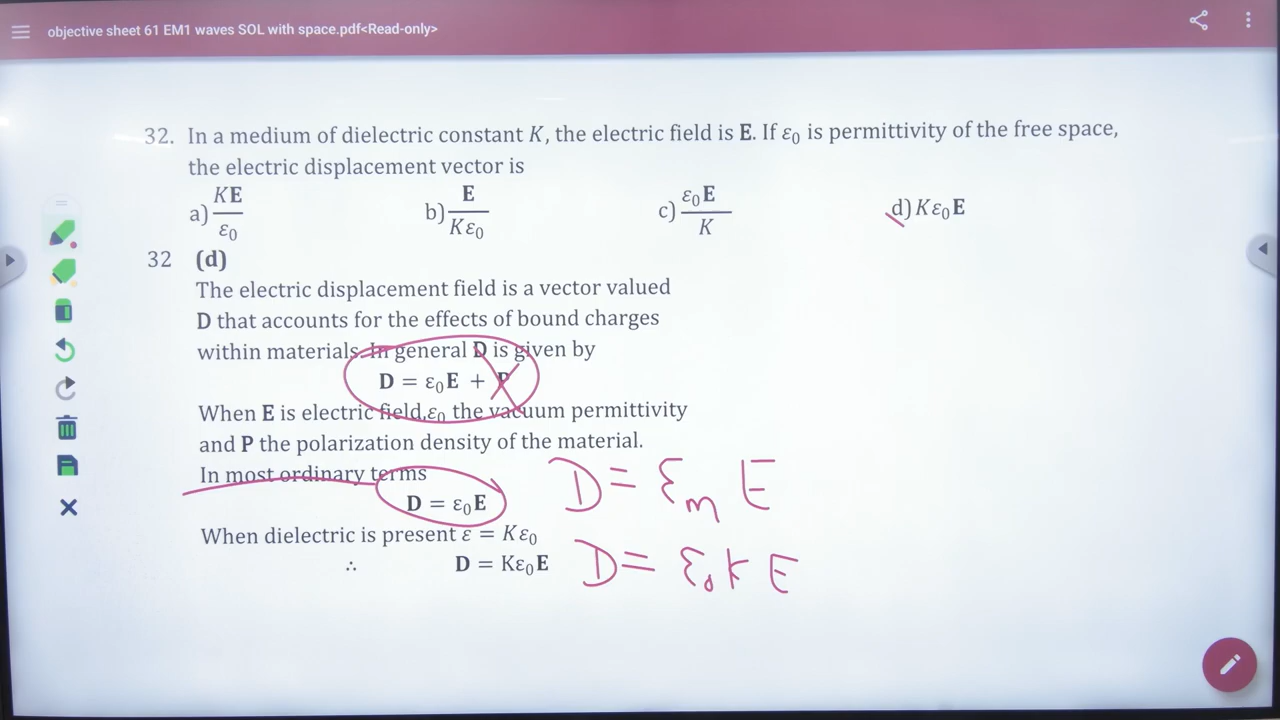 objective sheet 61 EM1 waves SOL with space.pdf<Read-only>
32. In a medium of dielectric constant K, the electric field is E. If ε₀ is permittivity of the free space,
the electric displacement vector is
a) KE/ε₀ b) E/Kε₀ c) ε₀E/K d) Kε₀E
32 (d)
The electric displacement field is a vector valued
D that accounts for the effects of bound charges
within materials. In general D is given by
D = ε₀E + P
When E is electric field,ε₀ the vacuum permittivity
and P the polarization density of the material.
In most ordinary terms
D = ε₀E
D = εm E
When dielectric is present ε = Kε₀
∴ D = Kε₀E
D = ε₀ K E